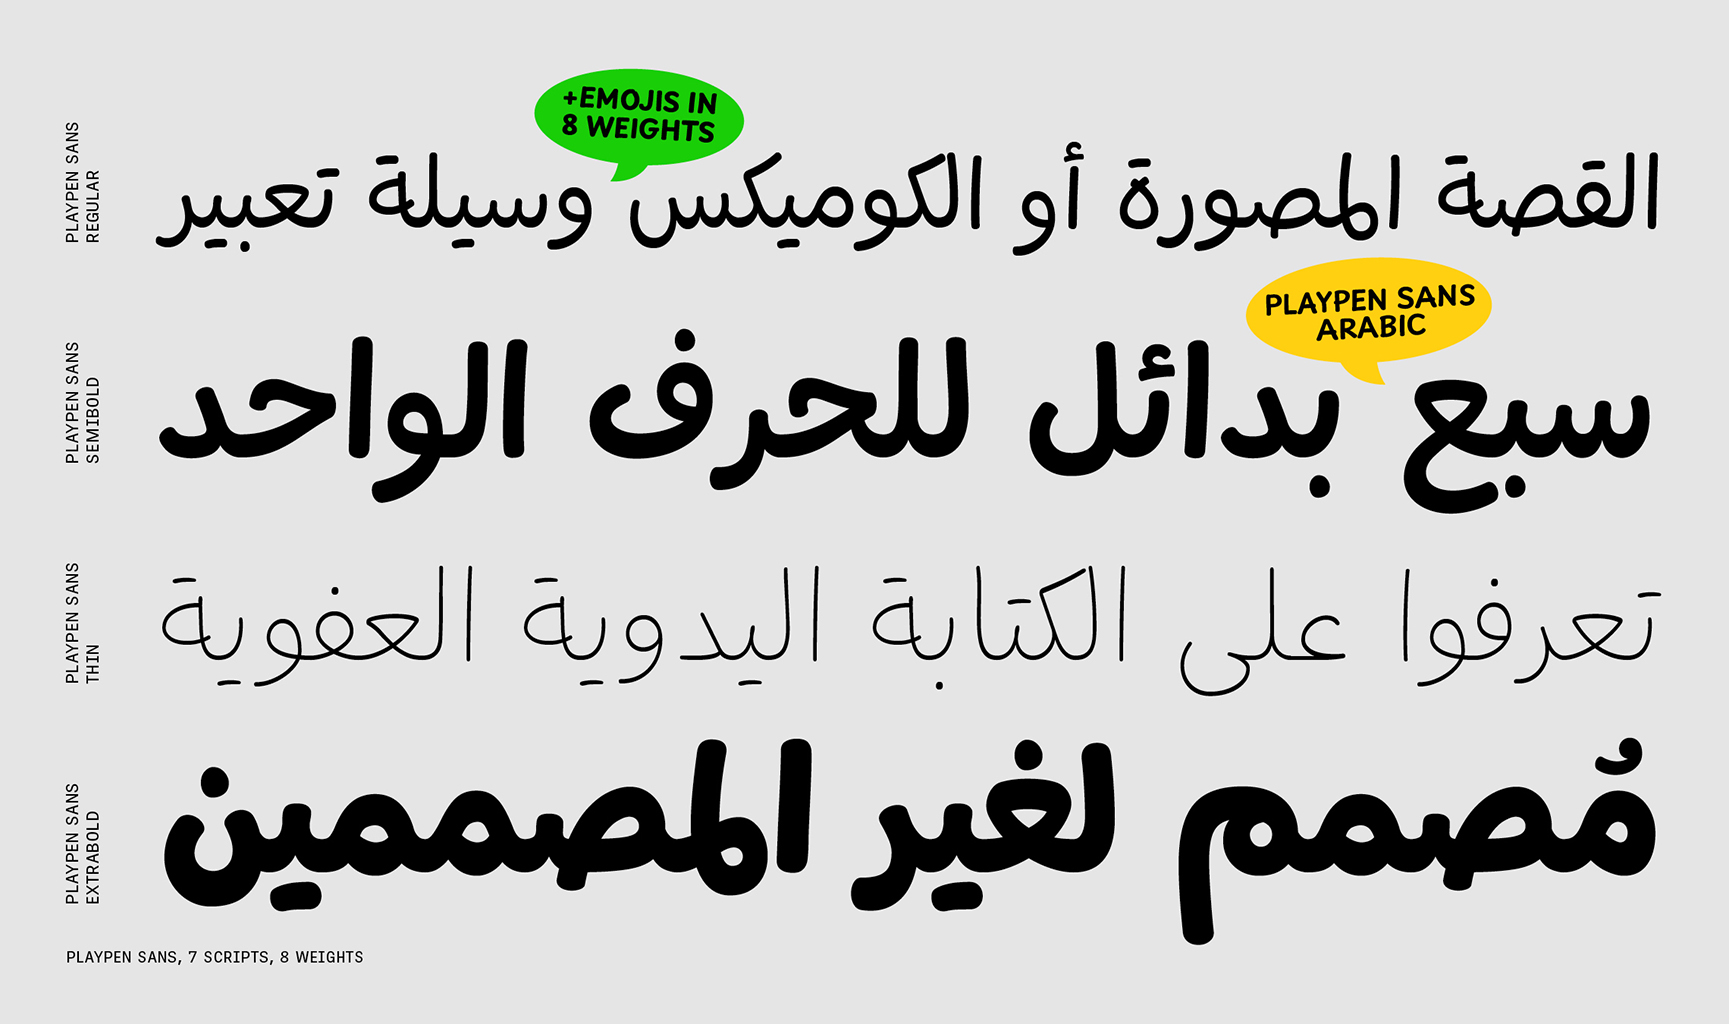 +EMOJIS IN
8 WEIGHTS
PLAYPEN SANS
REGULAR
القصة المصورة أو الكوميكس وسيلة تعبير
PLAYPEN SANS
ARABIC
PLAYPEN SANS
SEMIBOLD
سبع بدائل للحرف الواحد
PLAYPEN SANS
THIN
تعرفوا على الكتابة اليدوية العفوية
PLAYPEN SANS
EXTRABOLD
مُصمم لغير المصممين
PLAYPEN SANS, 7 SCRIPTS, 8 WEIGHTS